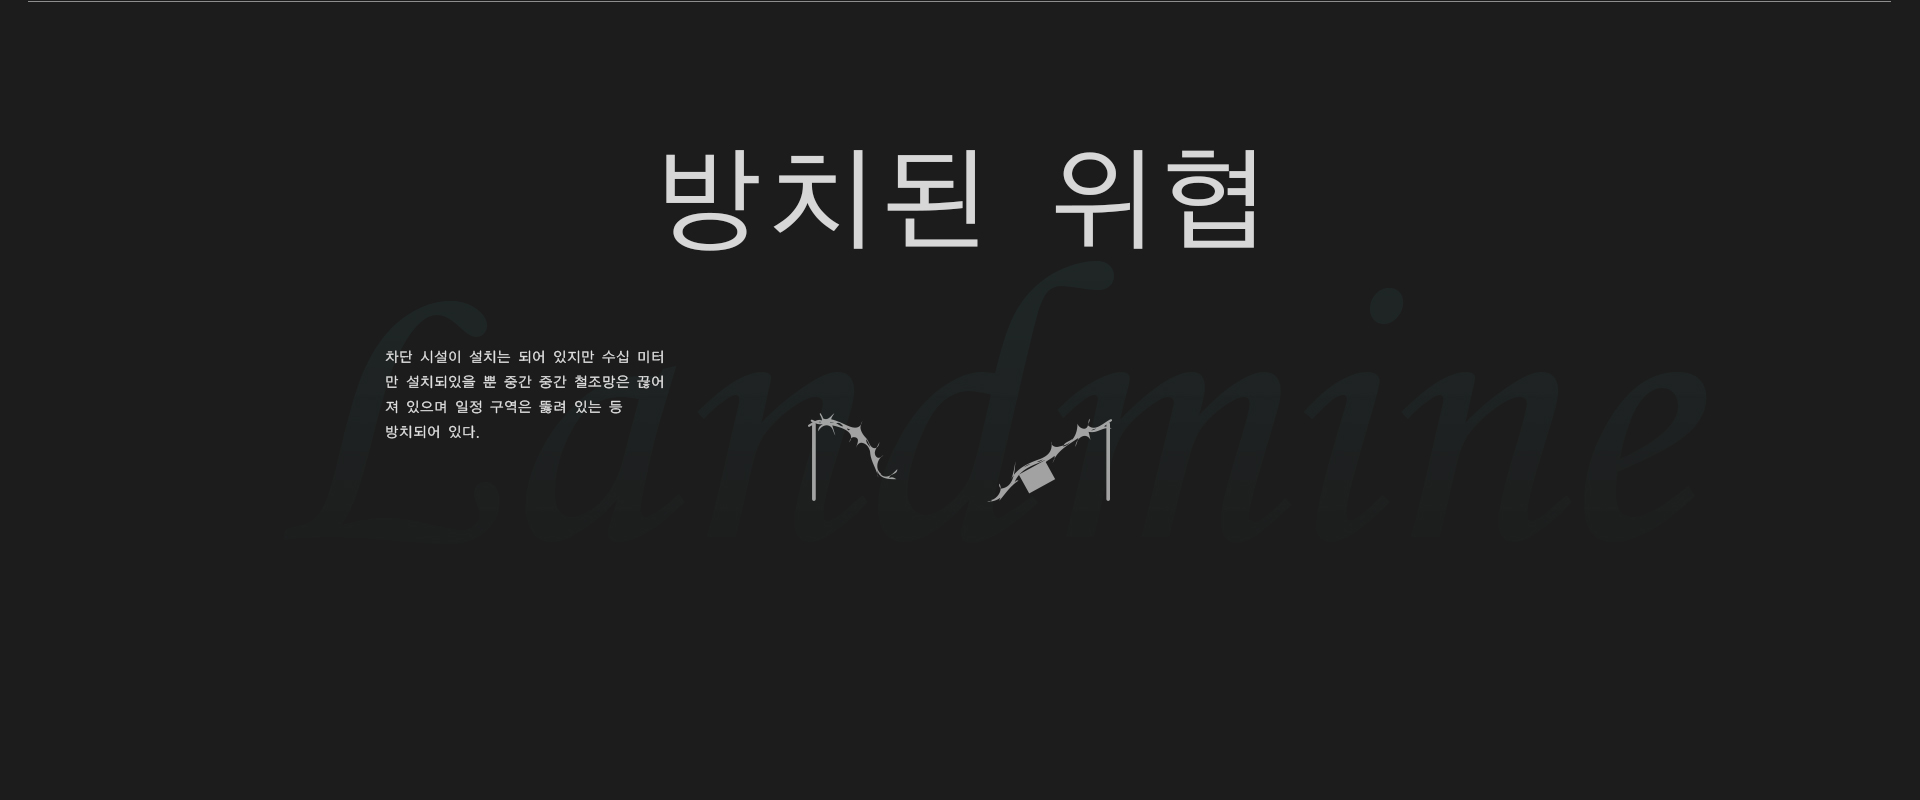 방치된 위협
Landmine
차단 시설이 설치는 되어 있지만 수십 미터
만 설치되있을 뿐 중간 중간 철조망은 끊어
져 있으며 일정 구역은 뚫려 있는 등
방치되어 있다.